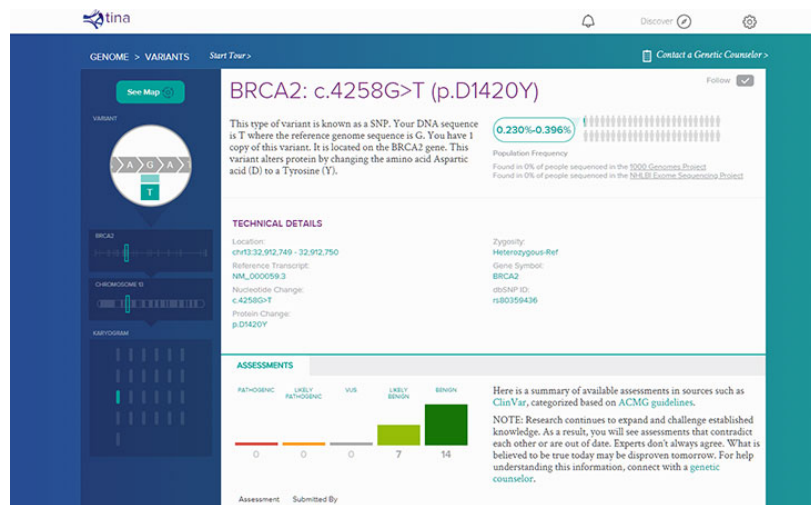 tina
Discover
GENOME > VARIANTS
Start Tour >
Contact a Genetic Counselor >
See Map
VARIANT
A G A
T
BRCA2
CHROMOSOME 13
KARYOGRAM
BRCA2: c.4258G>T (p.D1420Y)
Follow
This type of variant is known as a SNP. Your DNA sequence
is T where the reference genome sequence is G. You have 1
copy of this variant. It is located on the BRCA2 gene. This
variant alters protein by changing the amino acid Aspartic
acid (D) to a Tyrosine (Y).
0.230%-0.396%
Population Frequency
Found in 0% of people sequenced in the 1000 Genomes Project
Found in 0% of people sequenced in the NHLBI Exome Sequencing Project
TECHNICAL DETAILS
Location:
chr13:32,912,749 - 32,912,750
Reference Transcript:
NM_000059.3
Nucleotide Change:
c.4258G>T
Protein Change:
p.D1420Y
Zygosity:
Heterozygous-Ref
Gene Symbol:
BRCA2
dbSNP ID:
rs80359436
ASSESSMENTS
PATHOGENIC
LIKELY
PATHOGENIC
VUS
LIKELY
BENIGN
BENIGN
0 0 0 7 14
Here is a summary of available assessments in sources such as
ClinVar, categorized based on ACMG guidelines.
NOTE: Research continues to expand and challenge established
knowledge. As a result, you will see assessments that contradict
each other or are out of date. Experts don't always agree. What is
believed to be true today may be disproven tomorrow. For help
understanding this information, connect with a genetic
counselor.
Assessment Submitted By